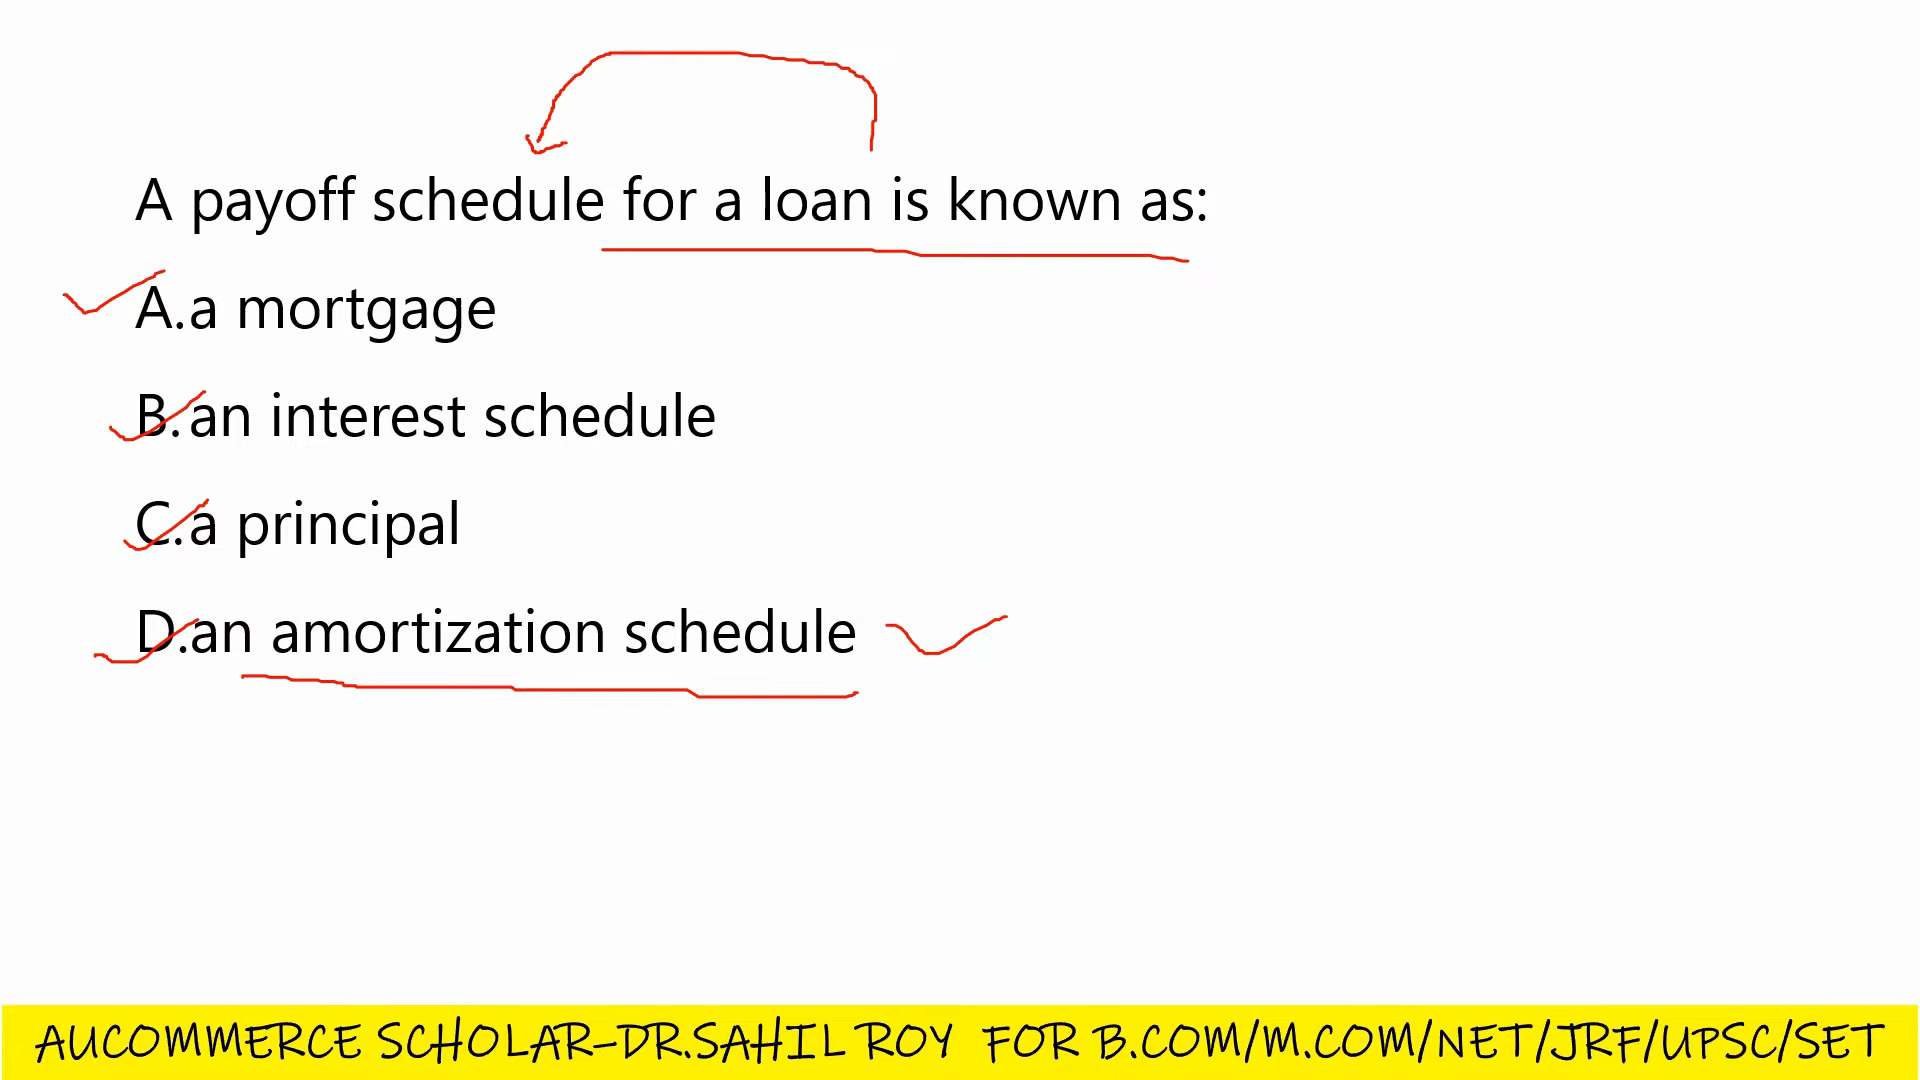 A payoff schedule for a loan is known as:
A.a mortgage
B.an interest schedule
C.a principal
D.an amortization schedule
AUCOMMERCE SCHOLAR-DR.SAHIL ROY FOR B.COM/M.COM/NET/JRF/UPSC/SET